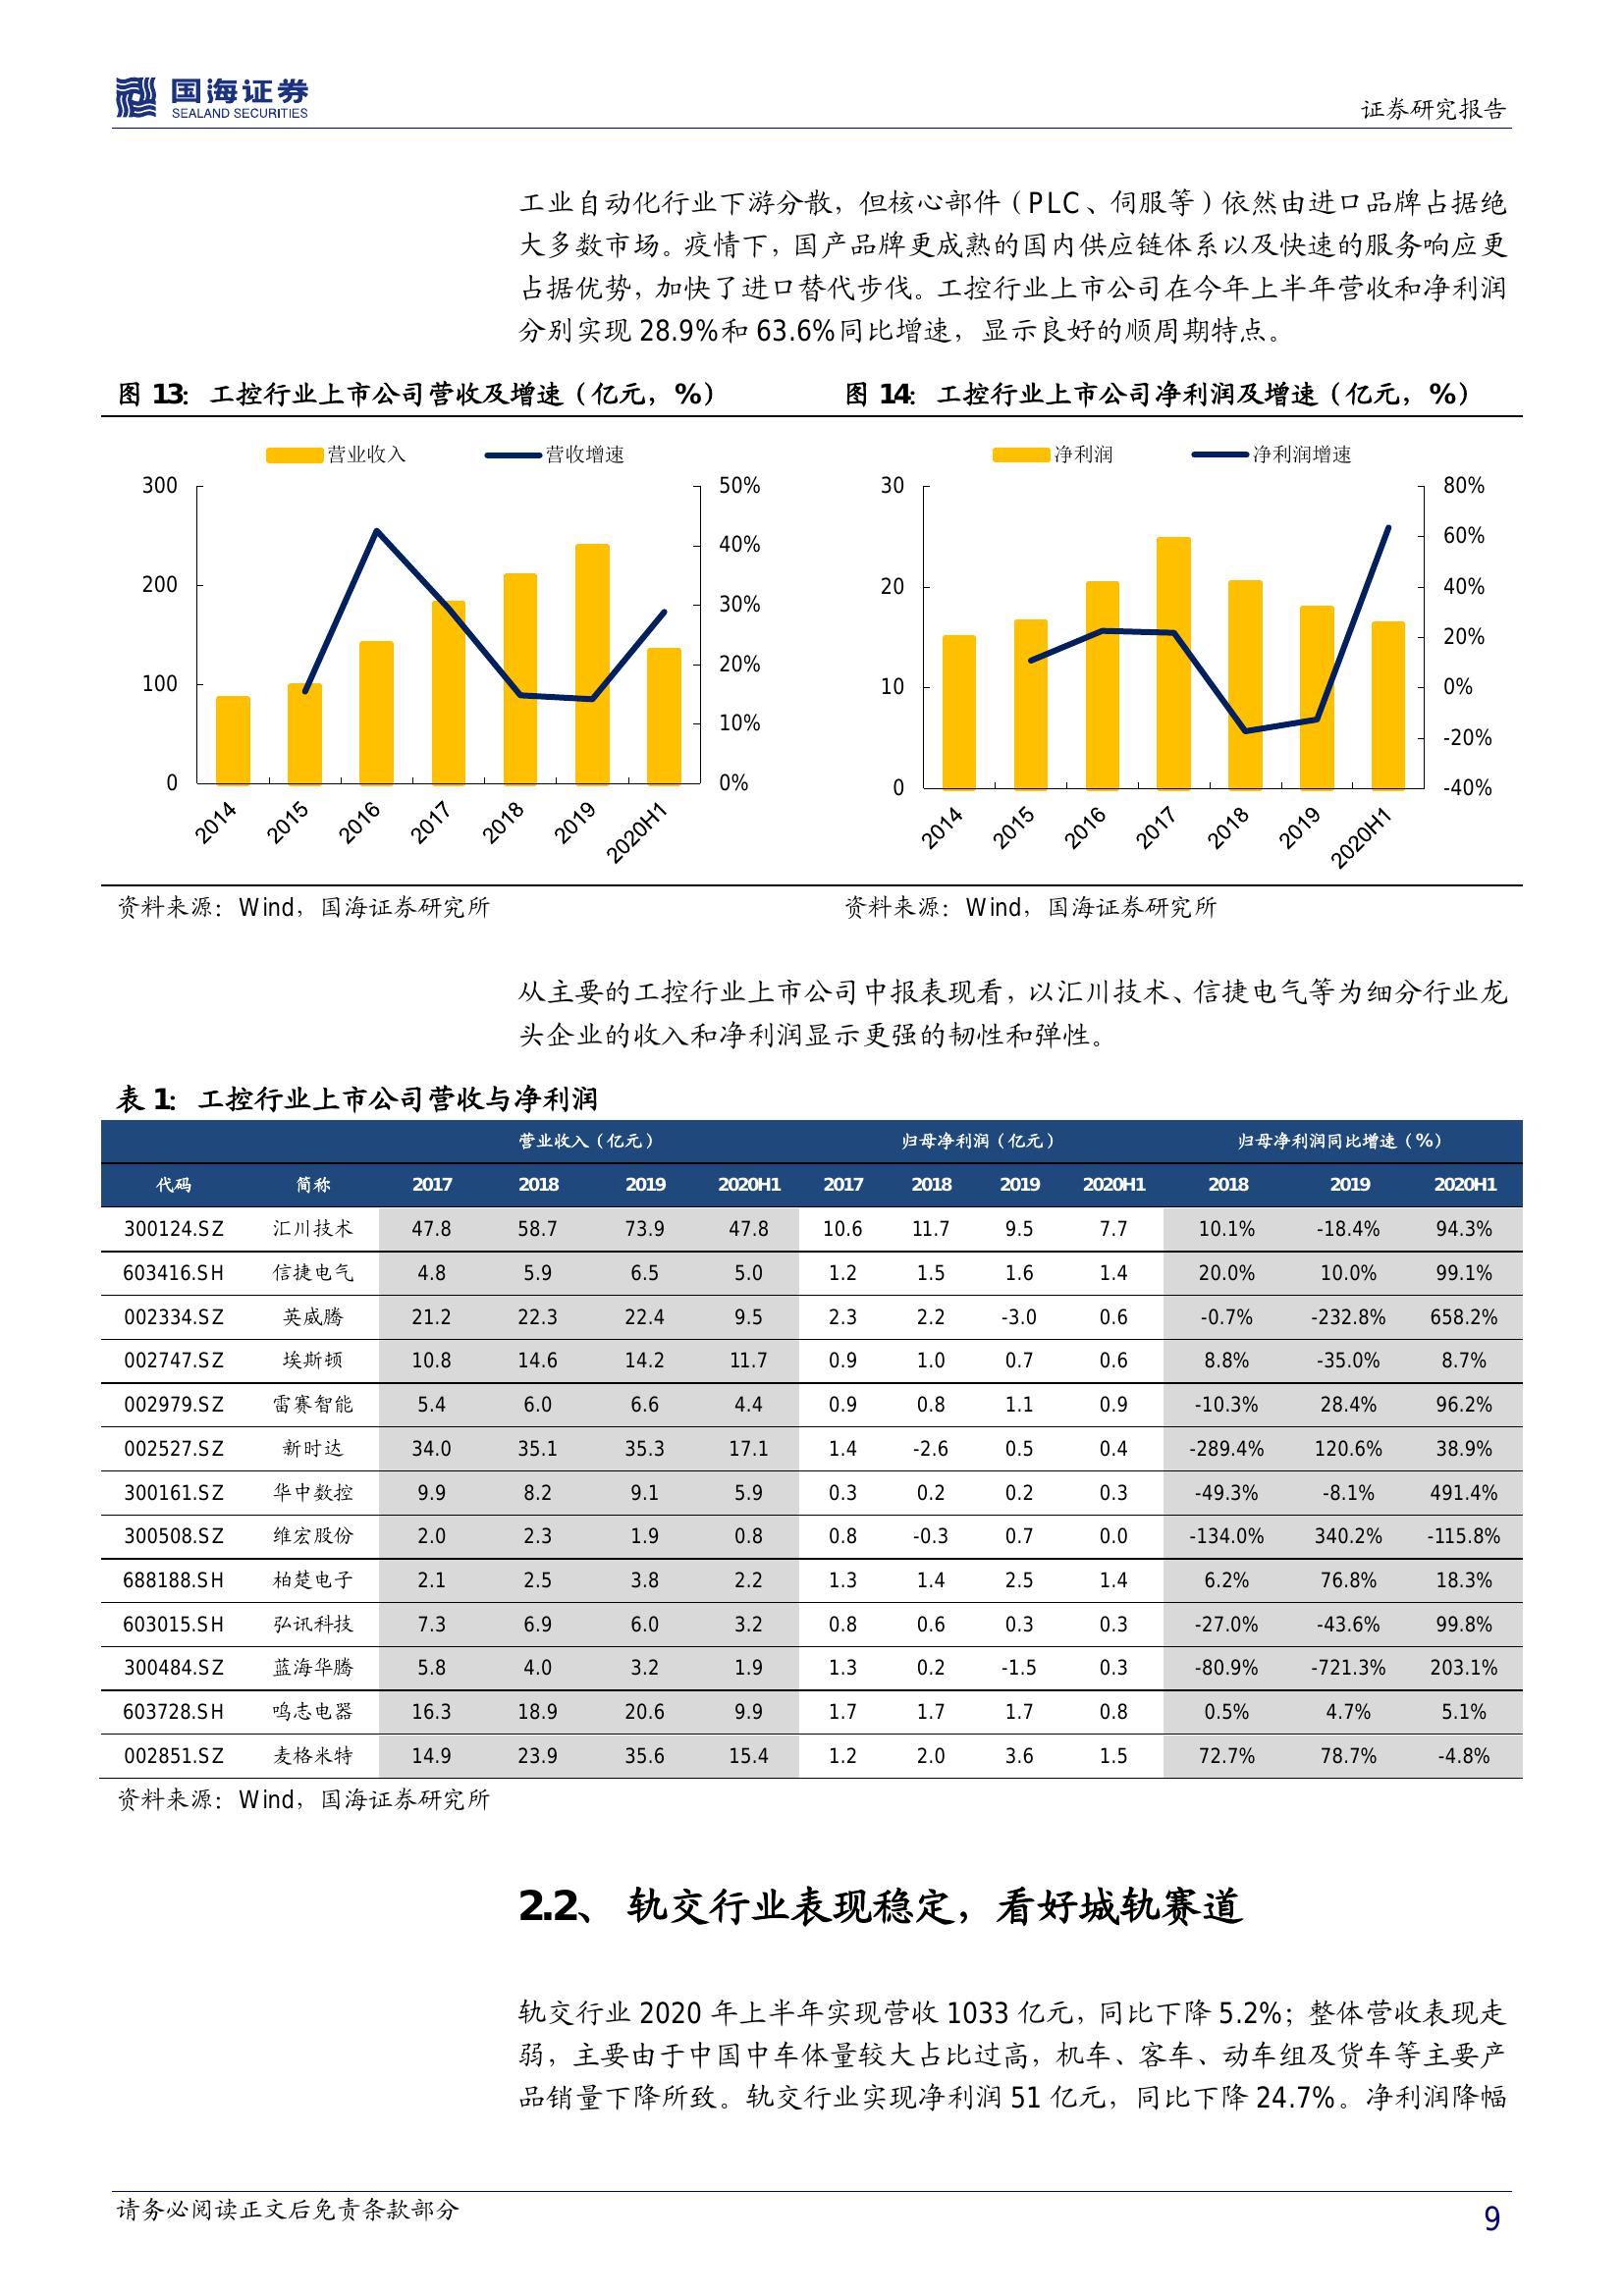 国海证券
SEALAND SECURITIES
证券研究报告
工业自动化行业下游分散，但核心部件（PLC、伺服等）依然由进口品牌占据绝
大多数市场。疫情下，国产品牌更成熟的国内供应链体系以及快速的服务响应更
占据优势，加快了进口替代步伐。工控行业上市公司在今年上半年营收和净利润
分别实现 28.9%和 63.6%同比增速，显示良好的顺周期特点。
图 13：工控行业上市公司营收及增速（亿元，%）
营业收入 营收增速
300 50%
40%
200
30%
20%
100
10%
0 0%
2014 2015 2016 2017 2018 2019 2020H1
资料来源：Wind，国海证券研究所
图 14：工控行业上市公司净利润及增速（亿元，%）
净利润 净利润增速
30 80%
60%
20 40%
20%
10 0%
-20%
0 -40%
2014 2015 2016 2017 2018 2019 2020H1
资料来源：Wind，国海证券研究所
从主要的工控行业上市公司中报表现看，以汇川技术、信捷电气等为细分行业龙
头企业的收入和净利润显示更强的韧性和弹性。
表 1：工控行业上市公司营收与净利润
营业收入（亿元） 归母净利润（亿元） 归母净利润同比增速（%）
代码 简称 2017 2018 2019 2020H1 2017 2018 2019 2020H1 2018 2019 2020H1
300124.SZ 汇川技术 47.8 58.7 73.9 47.8 10.6 11.7 9.5 7.7 10.1% -18.4% 94.3%
603416.SH 信捷电气 4.8 5.9 6.5 5.0 1.2 1.5 1.6 1.4 20.0% 10.0% 99.1%
002334.SZ 英威腾 21.2 22.3 22.4 9.5 2.3 2.2 -3.0 0.6 -0.7% -232.8% 658.2%
002747.SZ 埃斯顿 10.8 14.6 14.2 11.7 0.9 1.0 0.7 0.6 8.8% -35.0% 8.7%
002979.SZ 雷赛智能 5.4 6.0 6.6 4.4 0.9 0.8 1.1 0.9 -10.3% 28.4% 96.2%
002527.SZ 新时达 34.0 35.1 35.3 17.1 1.4 -2.6 0.5 0.4 -289.4% 120.6% 38.9%
300161.SZ 华中数控 9.9 8.2 9.1 5.9 0.3 0.2 0.2 0.3 -49.3% -8.1% 491.4%
300508.SZ 维宏股份 2.0 2.3 1.9 0.8 0.8 -0.3 0.7 0.0 -134.0% 340.2% -115.8%
688188.SH 柏楚电子 2.1 2.5 3.8 2.2 1.3 1.4 2.5 1.4 6.2% 76.8% 18.3%
603015.SH 弘讯科技 7.3 6.9 6.0 3.2 0.8 0.6 0.3 0.3 -27.0% -43.6% 99.8%
300484.SZ 蓝海华腾 5.8 4.0 3.2 1.9 1.3 0.2 -1.5 0.3 -80.9% -721.3% 203.1%
603728.SH 鸣志电器 16.3 18.9 20.6 9.9 1.7 1.7 1.7 0.8 0.5% 4.7% 5.1%
002851.SZ 麦格米特 14.9 23.9 35.6 15.4 1.2 2.0 3.6 1.5 72.7% 78.7% -4.8%
资料来源：Wind，国海证券研究所
2.2、 轨交行业表现稳定，看好城轨赛道
轨交行业 2020 年上半年实现营收 1033 亿元，同比下降 5.2%；整体营收表现走
弱，主要由于中国中车体量较大占比过高，机车、客车、动车组及货车等主要产
品销量下降所致。轨交行业实现净利润 51 亿元，同比下降 24.7%。净利润降幅
请务必阅读正文后免责条款部分
9